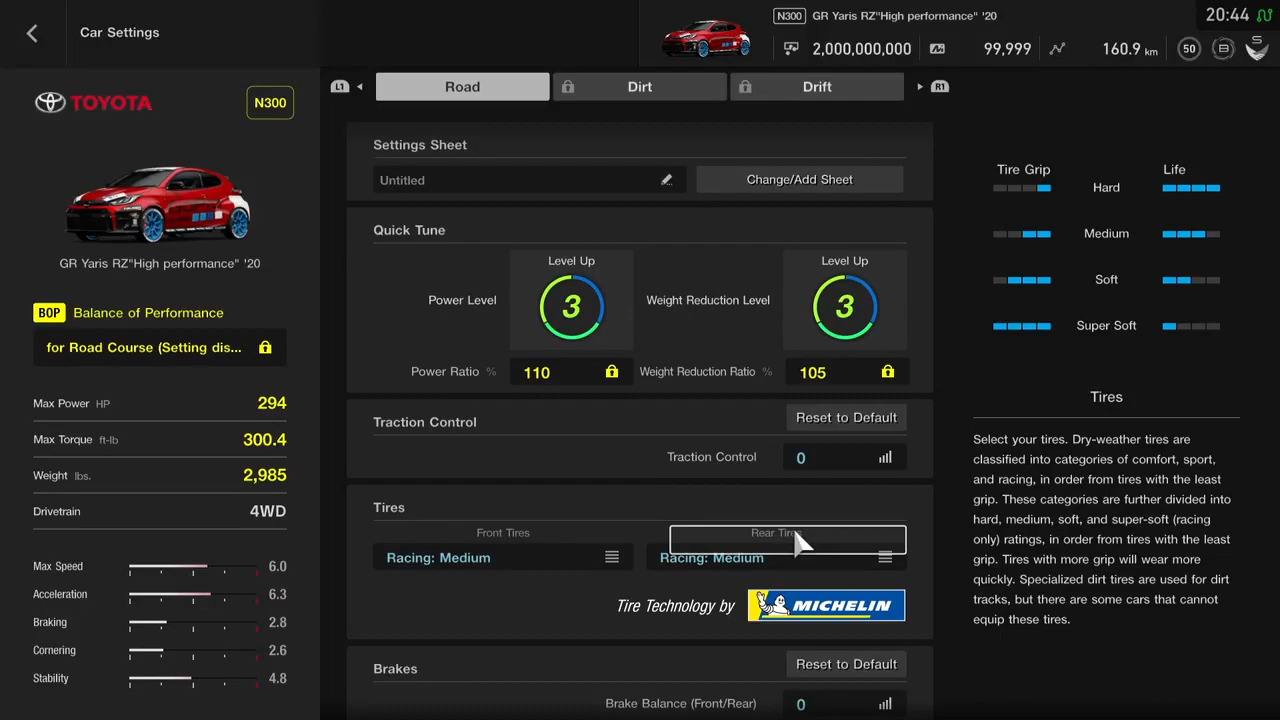 Car Settings
N300
GR Yaris RZ"High performance" '20
20:44
2,000,000,000
99,999
160.9 km
50
B
S
TOYOTA
N300
L1
Road
Dirt
Drift
R1
Settings Sheet
Untitled
Change/Add Sheet
GR Yaris RZ"High performance" '20
BOP Balance of Performance
for Road Course (Setting dis...
Max Power HP 294
Max Torque ft-lb 300.4
Weight lbs. 2,985
Drivetrain 4WD
Max Speed 6.0
Acceleration 6.3
Braking 2.8
Cornering 2.6
Stability 4.8
Quick Tune
Level Up
Level Up
Power Level
3
Weight Reduction Level
3
Power Ratio % 110
Weight Reduction Ratio % 105
Traction Control
Reset to Default
Traction Control 0
Tires
Front Tires
Rear Tires
Racing: Medium
Racing: Medium
Tire Technology by MICHELIN
Brakes
Reset to Default
Brake Balance (Front/Rear) 0
Tire Grip
Life
Hard
Medium
Soft
Super Soft
Tires
Select your tires. Dry-weather tires are
classified into categories of comfort, sport,
and racing, in order from tires with the least
grip. These categories are further divided into
hard, medium, soft, and super-soft (racing
only) ratings, in order from tires with the least
grip. Tires with more grip will wear more
quickly. Specialized dirt tires are used for dirt
tracks, but there are some cars that cannot
equip these tires.